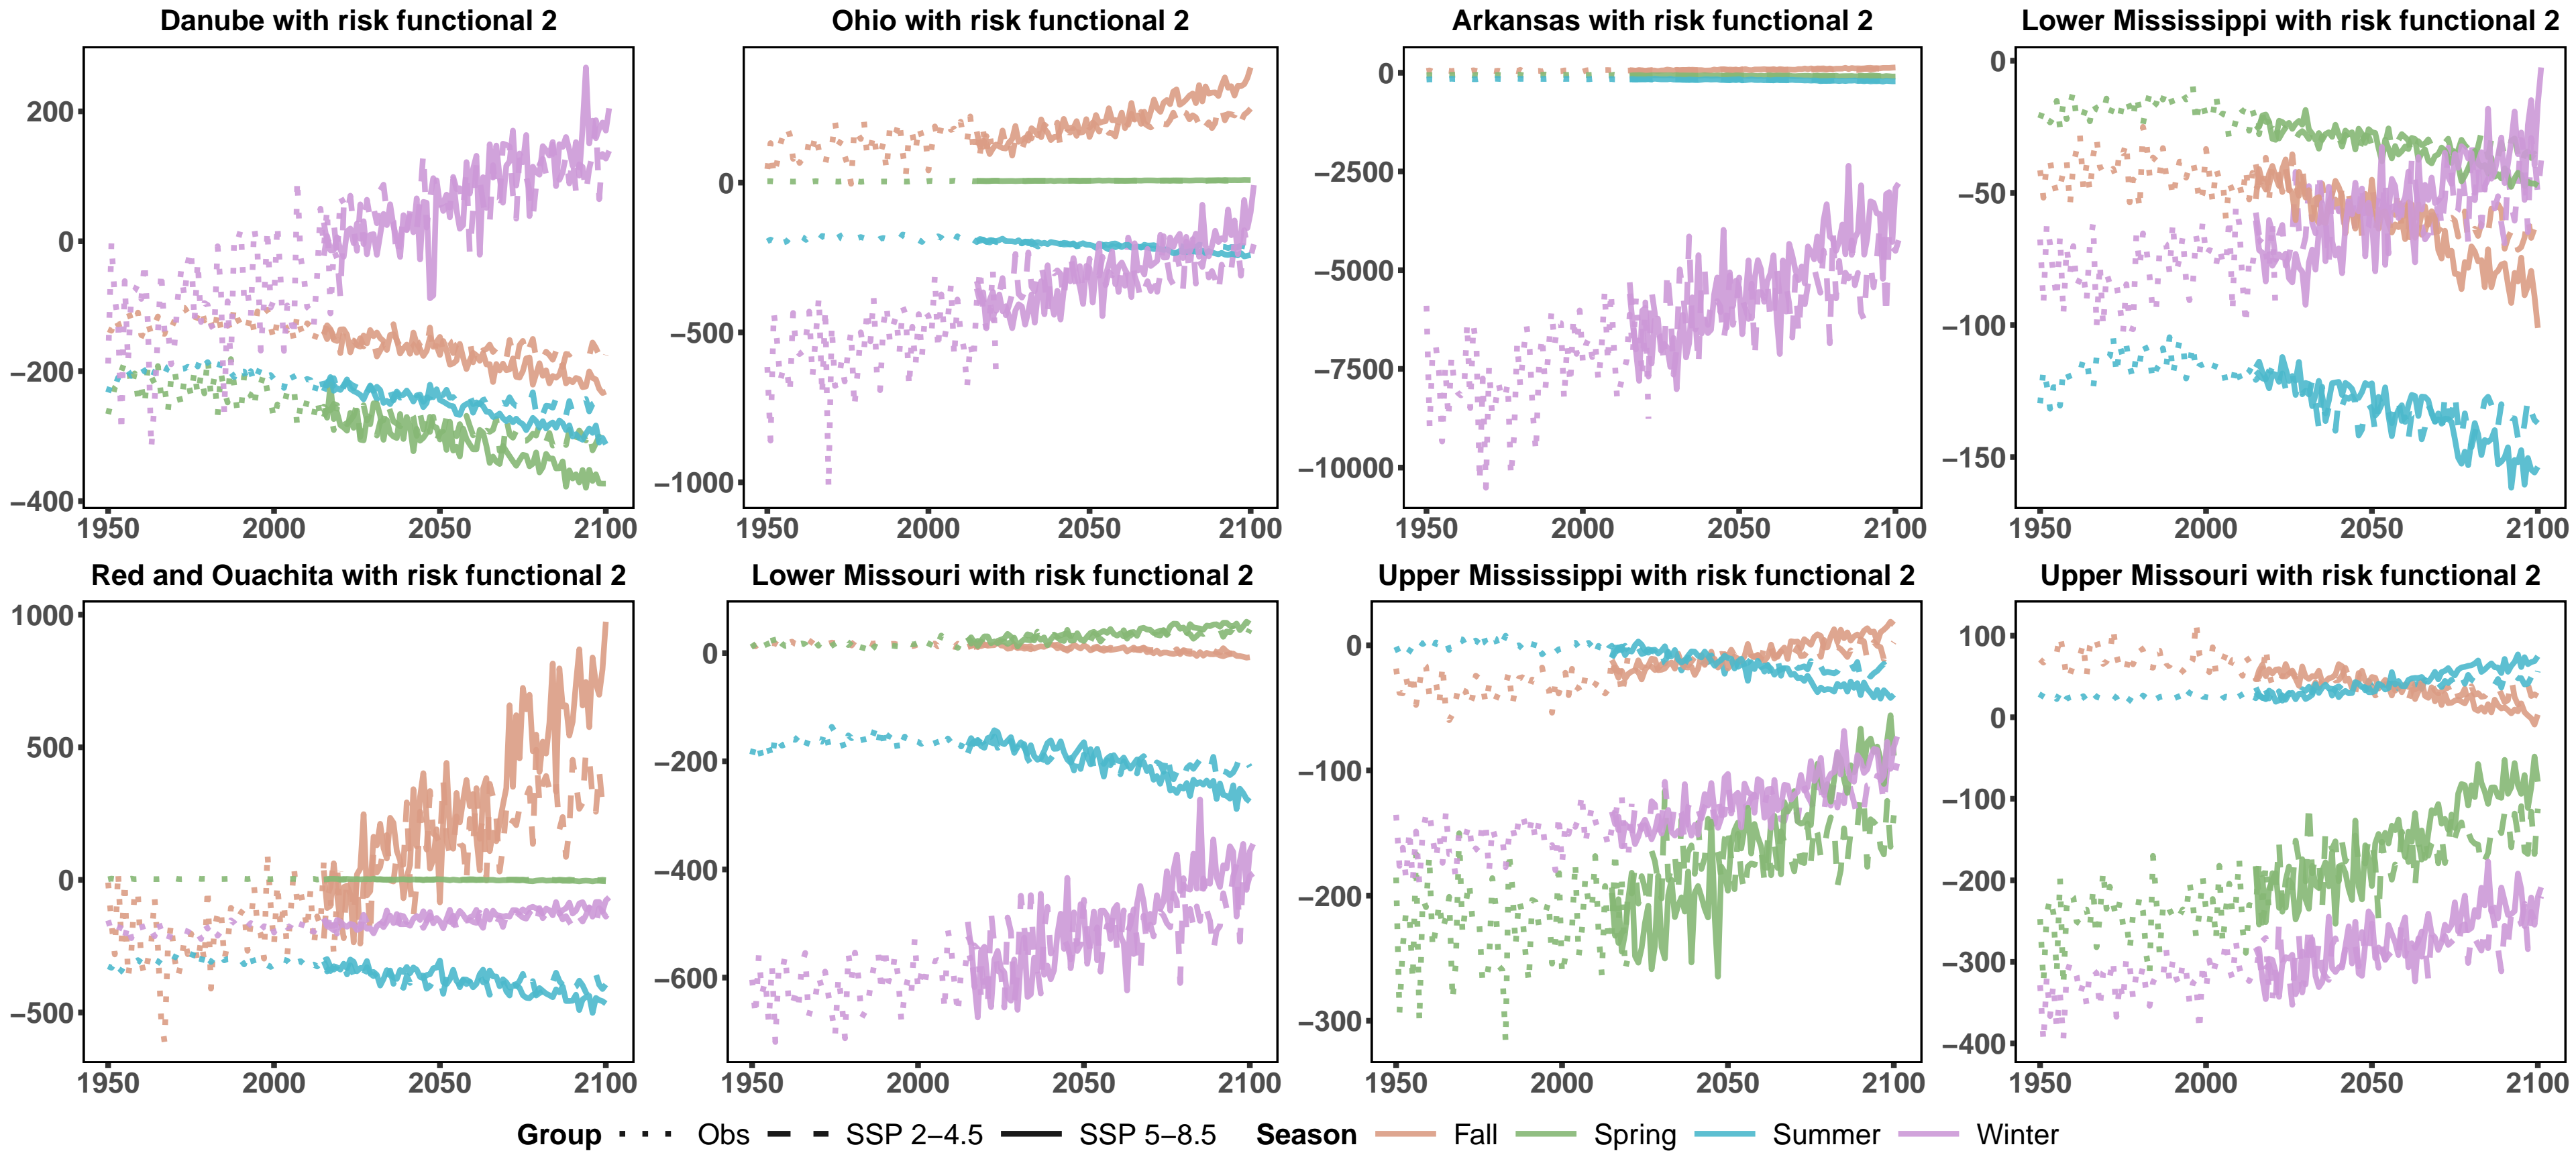 Danube with risk functional 2
Ohio with risk functional 2
Arkansas with risk functional 2
Lower Mississippi with risk functional 2
200
0
−200
−400
1950 2000 2050 2100
0
−500
−1000
1950 2000 2050 2100
0
−2500
−5000
−7500
−10000
1950 2000 2050 2100
0
−50
−100
−150
1950 2000 2050 2100
Red and Ouachita with risk functional 2
Lower Missouri with risk functional 2
Upper Mississippi with risk functional 2
Upper Missouri with risk functional 2
1000
500
0
−500
1950 2000 2050 2100
0
−200
−400
−600
1950 2000 2050 2100
0
−100
−200
−300
1950 2000 2050 2100
100
0
−100
−200
−300
−400
1950 2000 2050 2100
Group Obs SSP 2−4.5 SSP 5−8.5 Season Fall Spring Summer Winter